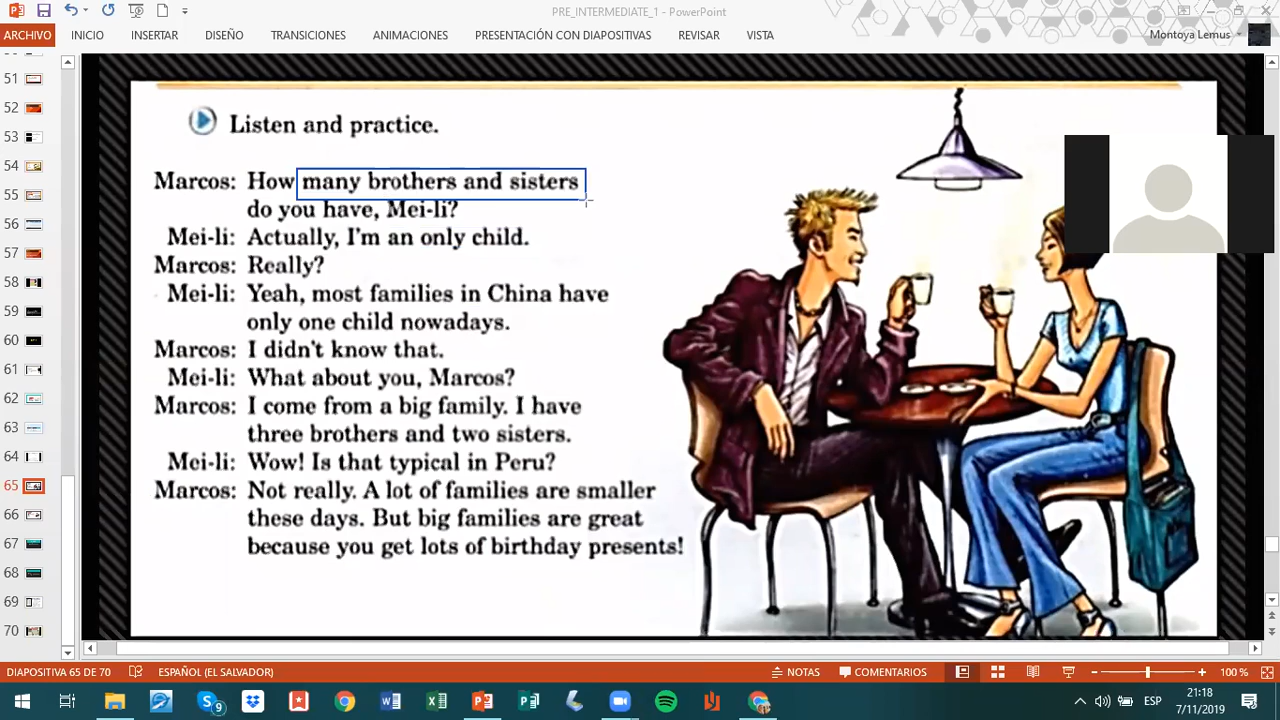 PRE_INTERMEDIATE_1 - PowerPoint
ARCHIVO INICIO INSERTAR DISEÑO TRANSICIONES ANIMACIONES PRESENTACIÓN CON DIAPOSITIVAS REVISAR VISTA Montoya Lemus
51
52
53
54
55
56
57
58
59
60
61
62
63
64
65
66
67
68
69
70
Listen and practice.
Marcos: How many brothers and sisters
do you have, Mei-li?
Mei-li: Actually, I'm an only child.
Marcos: Really?
Mei-li: Yeah, most families in China have
only one child nowadays.
Marcos: I didn't know that.
Mei-li: What about you, Marcos?
Marcos: I come from a big family. I have
three brothers and two sisters.
Mei-li: Wow! Is that typical in Peru?
Marcos: Not really. A lot of families are smaller
these days. But big families are great
because you get lots of birthday presents!
DIAPOSITIVA 65 DE 70 ESPAÑOL (EL SALVADOR) NOTAS COMENTARIOS 100 %
9 ESP 21:18
7/11/2019